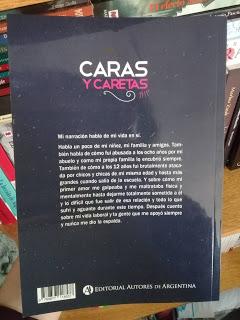 CARAS
Y CARETAS
Mi narración habla de mi vida en sí.
Habla un poco de mi niñez, mi familia y amigos. Tam-
bién habla de cómo fui abusada a los ocho años por mi
abuelo y como mi propia familia lo encubrió siempre.
También de cómo a los 12 años fui brutalmente ataca-
da por chicos y chicas de mi misma edad y hasta más
grandes cuando salía de la escuela. Y sobre cómo mi
primer amor me golpeaba y me maltrataba física y
mentalmente hasta dejarme totalmente sometida a él
y lo difícil que fue salir de esa relación y todo lo que
sufrí y aguanté durante este tiempo. Después cuento
sobre mi vida laboral y la gente que me apoyó siempre
y nunca me dio la espalda.
EDITORIAL AUTORES DE ARGENTINA